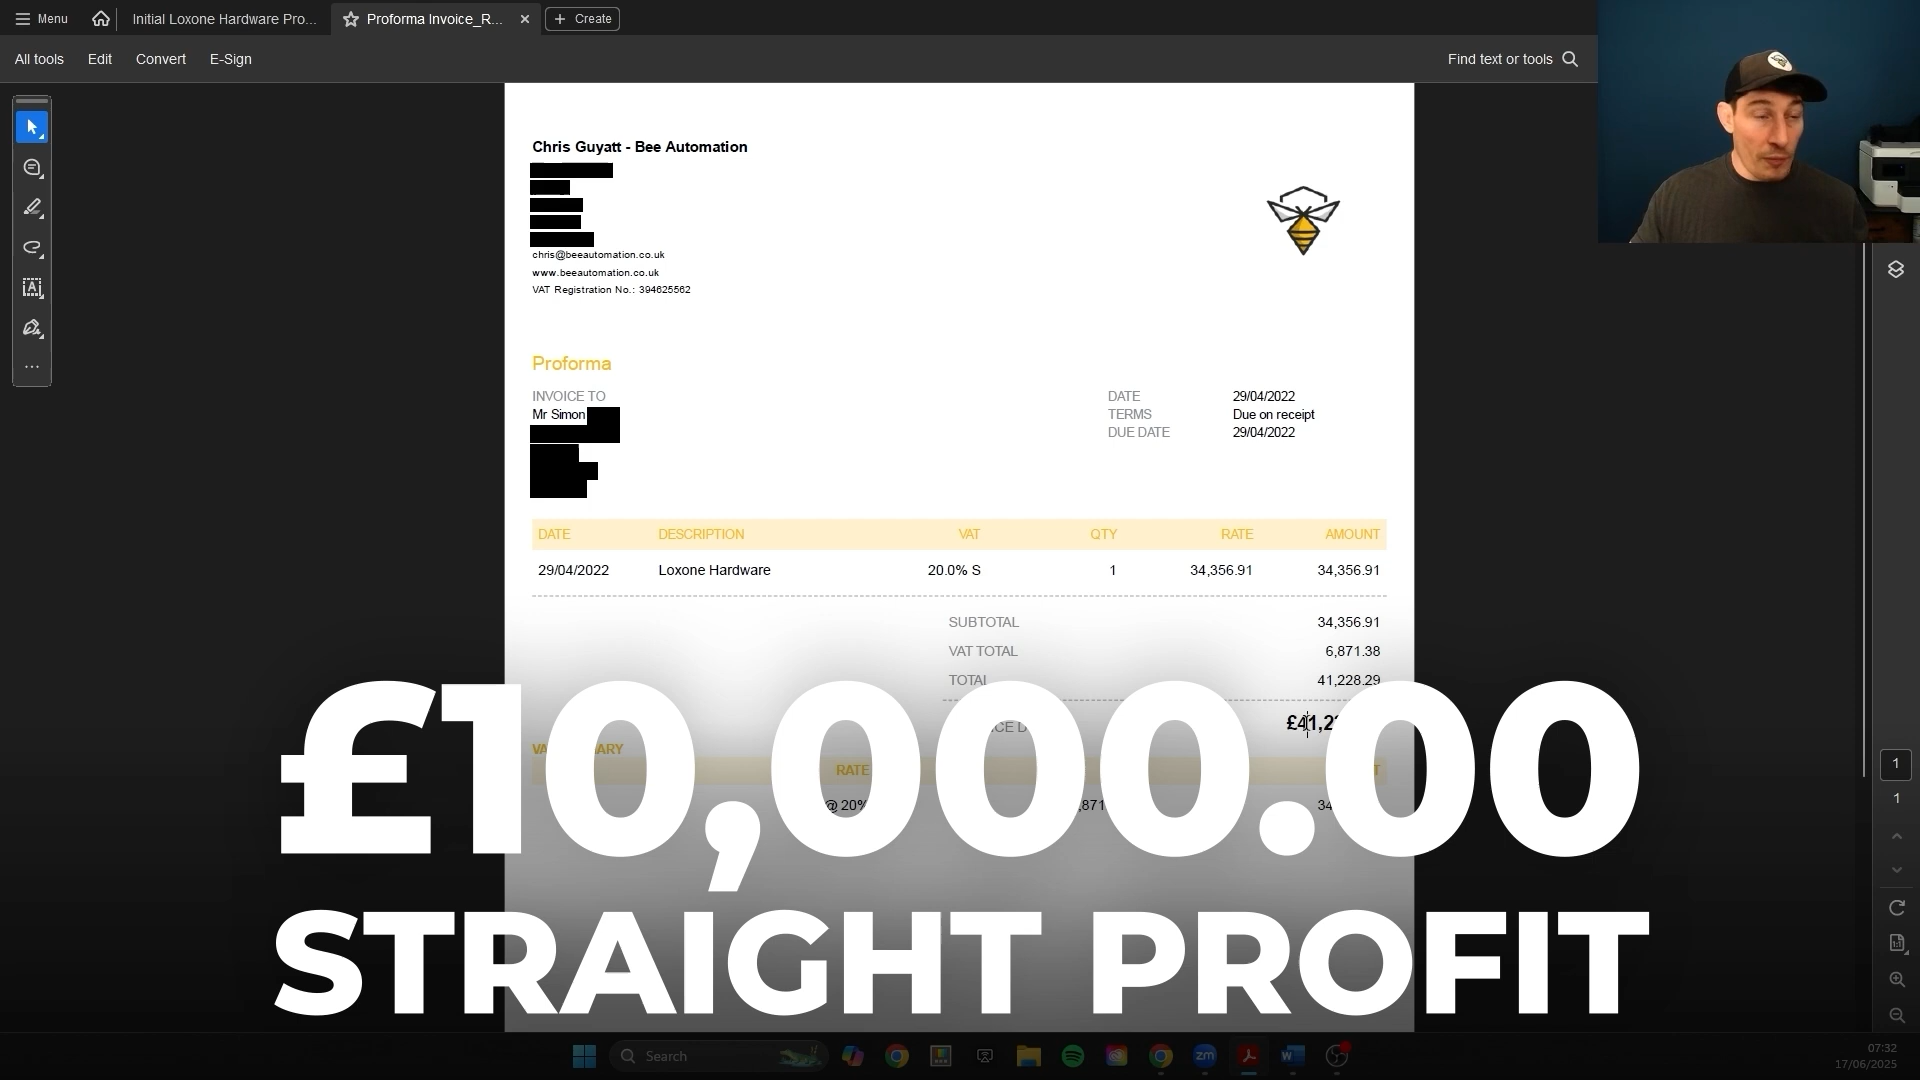 Menu
Initial Loxone Hardware Pro...
Proforma Invoice_R...
Create
All tools
Edit
Convert
E-Sign
Find text or tools
Chris Guyatt - Bee Automation
chris@beeautomation.co.uk
www.beeautomation.co.uk
VAT Registration No.: 394625562
Proforma
INVOICE TO
Mr Simon
DATE 29/04/2022
TERMS Due on receipt
DUE DATE 29/04/2022
DATE DESCRIPTION VAT QTY RATE AMOUNT
29/04/2022 Loxone Hardware 20.0% S 1 34,356.91 34,356.91
SUBTOTAL 34,356.91
VAT TOTAL 6,871.38
TOTAL 41,228.29
RATE
@ 20%
£10,000.00
STRAIGHT PROFIT
1
1
Search
zm
07:32
17/06/2025